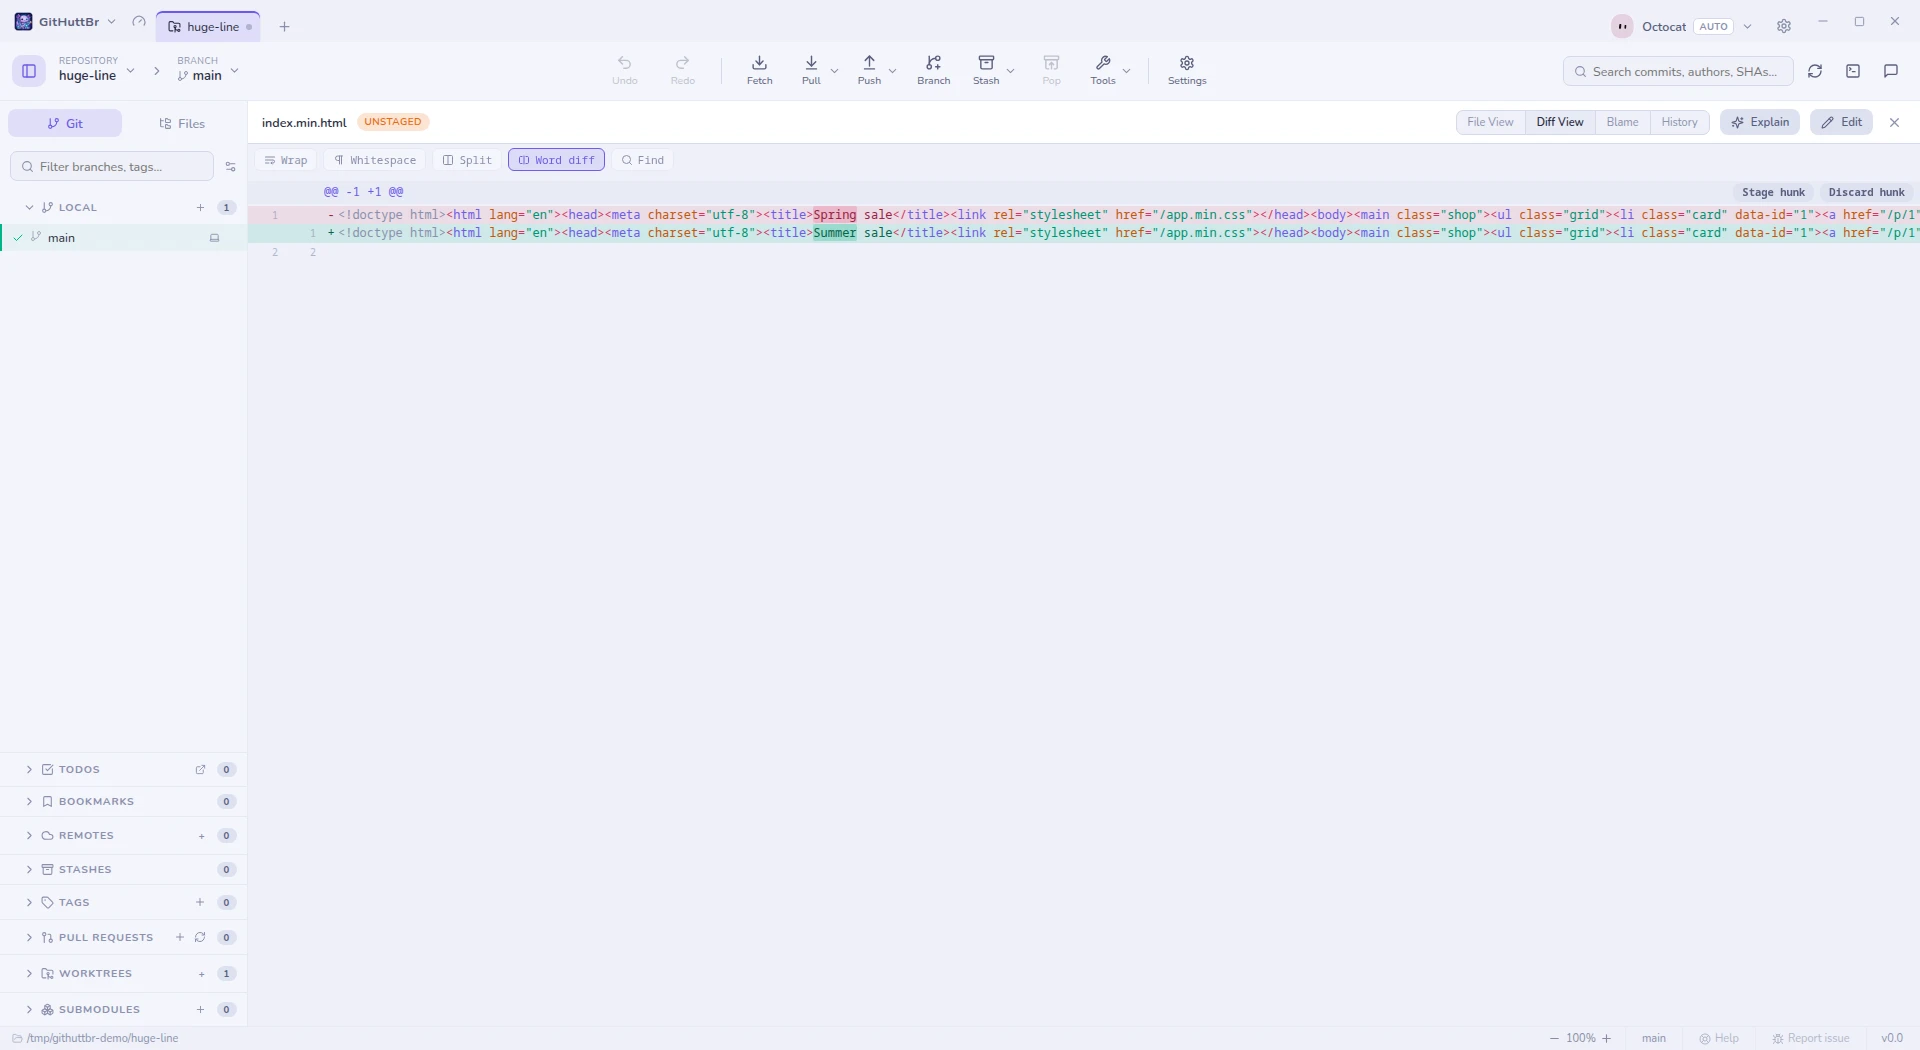 GitHuttBr
huge-line
Octocat AUTO
REPOSITORY
huge-line
BRANCH
main
Undo
Redo
Fetch
Pull
Push
Branch
Stash
Pop
Tools
Settings
Search commits, authors, SHAs...
Git
Files
Filter branches, tags...
LOCAL 1
main
index.min.html UNSTAGED
File View
Diff View
Blame
History
Explain
Edit
Wrap
Whitespace
Split
Word diff
Find
@@ -1 +1 @@
Stage hunk
Discard hunk
1 -<!doctype html><html lang="en"><head><meta charset="utf-8"><title>Spring sale</title><link rel="stylesheet" href="/app.min.css"></head><body><main class="shop"><ul class="grid"><li class="card" data-id="1"><a href="/p/1"
1 +<!doctype html><html lang="en"><head><meta charset="utf-8"><title>Summer sale</title><link rel="stylesheet" href="/app.min.css"></head><body><main class="shop"><ul class="grid"><li class="card" data-id="1"><a href="/p/1"
2 2
TODOS 0
BOOKMARKS 0
REMOTES 0
STASHES 0
TAGS 0
PULL REQUESTS 0
WORKTREES 1
SUBMODULES 0
/tmp/githuttbr-demo/huge-line
100%
main
Help
Report issue
v0.0